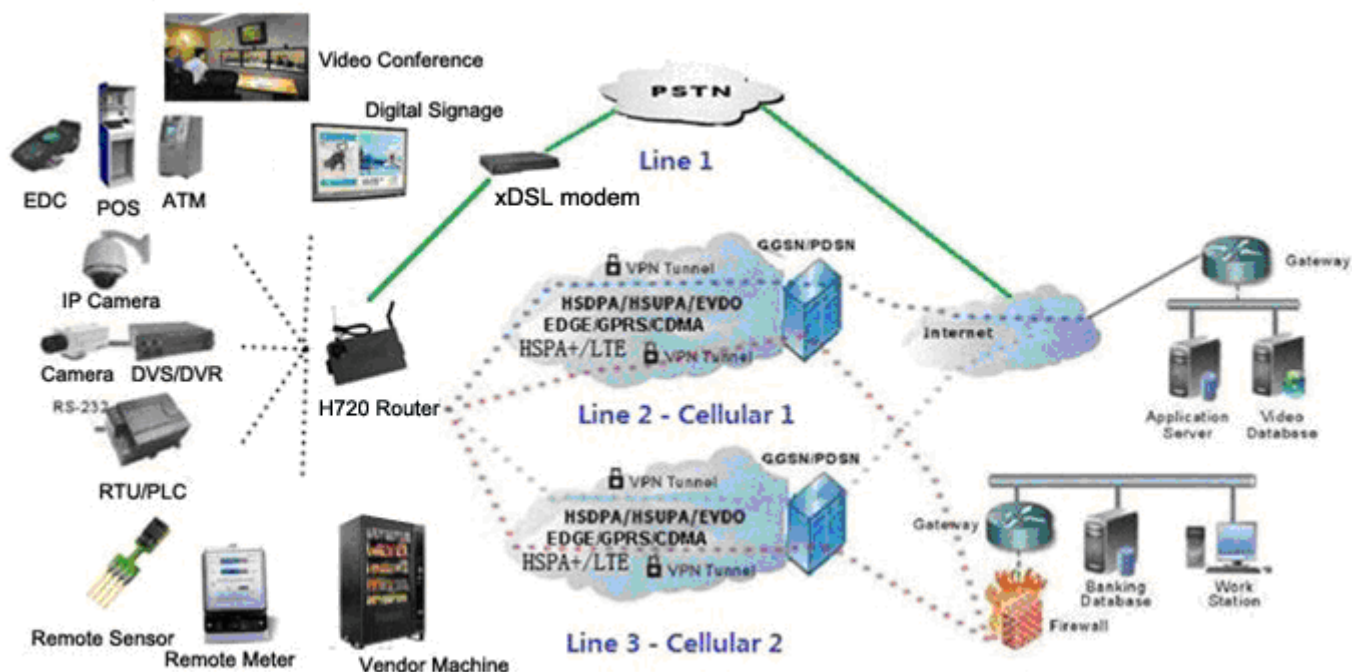 Video Conference
Digital Signage
EDC
POS
ATM
PSTN
Line 1
xDSL modem
IP Camera
Camera
DVS/DVR
RS-232
RTU/PLC
H720 Router
GGSN/PDSN
VPN Tunnel
HSDPA/HSUPA/EVDO
EDGE/GPRS/CDMA
HSPA+/LTE
VPN Tunnel
Line 2 - Cellular 1
GGSN/PDSN
VPN Tunnel
HSDPA/HSUPA/EVDO
EDGE/GPRS/CDMA
HSPA+/LTE
VPN Tunnel
Line 3 - Cellular 2
Internet
Gateway
Application
Server
Video
Database
Gateway
Banking
Database
Work
Station
Firewall
Remote Sensor
Remote Meter
Vendor Machine